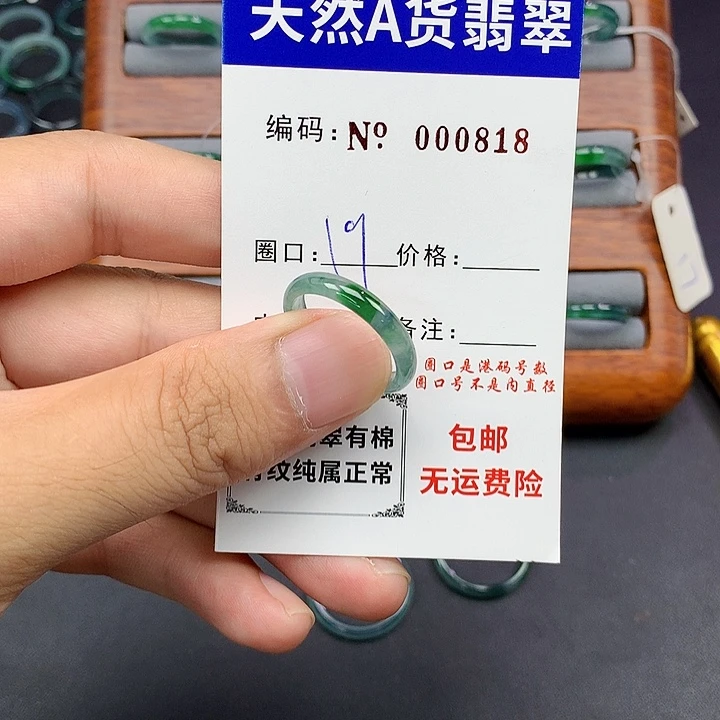 天然A货翡翠
编码: Nº 000818
圈口: 19 价格:
备注:
圈口是港码号数
圈口号不是内直径
翠有棉
纹纯属正常
包邮
无运费险